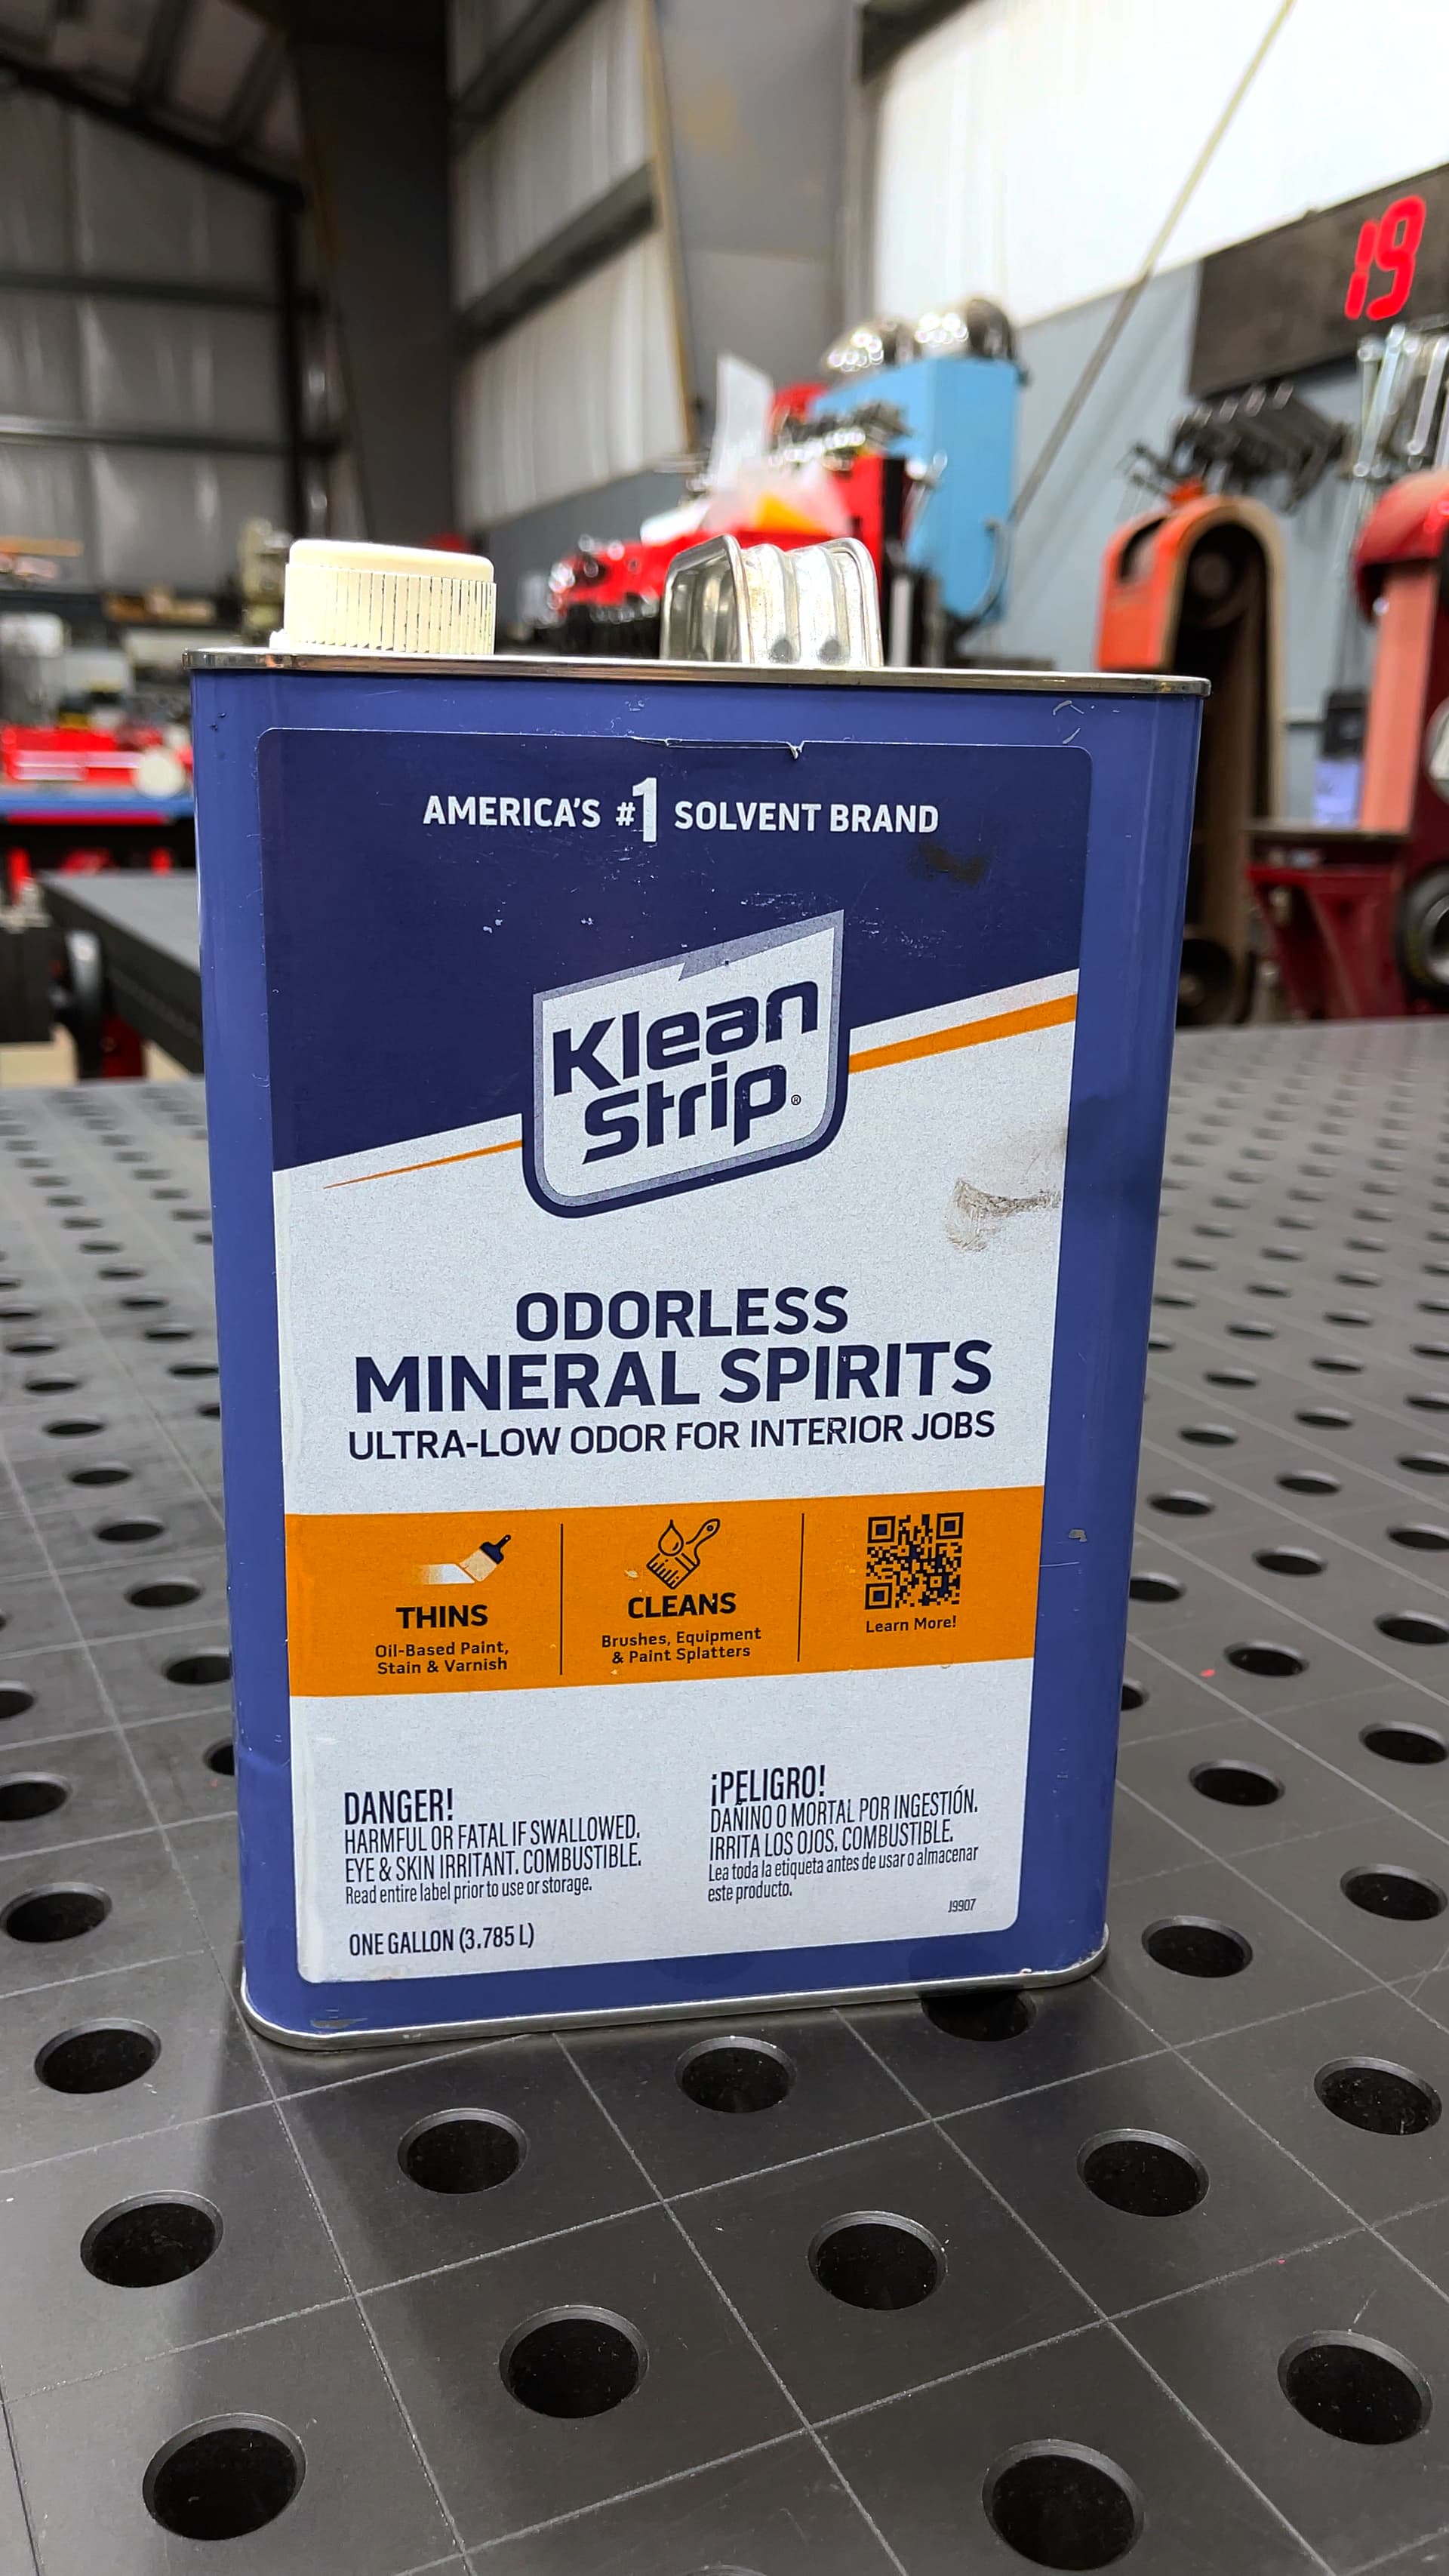 19
AMERICA'S #1 SOLVENT BRAND
Klean
Strip®
ODORLESS
MINERAL SPIRITS
ULTRA-LOW ODOR FOR INTERIOR JOBS
THINS
Oil-Based Paint,
Stain & Varnish
CLEANS
Brushes, Equipment
& Paint Splatters
Learn More!
DANGER!
HARMFUL OR FATAL IF SWALLOWED.
EYE & SKIN IRRITANT. COMBUSTIBLE.
Read entire label prior to use or storage.
ONE GALLON (3.785 L)
¡PELIGRO!
DAÑINO O MORTAL POR INGESTIÓN.
IRRITA LOS OJOS. COMBUSTIBLE.
Lea toda la etiqueta antes de usar o almacenar
este producto.
J9907